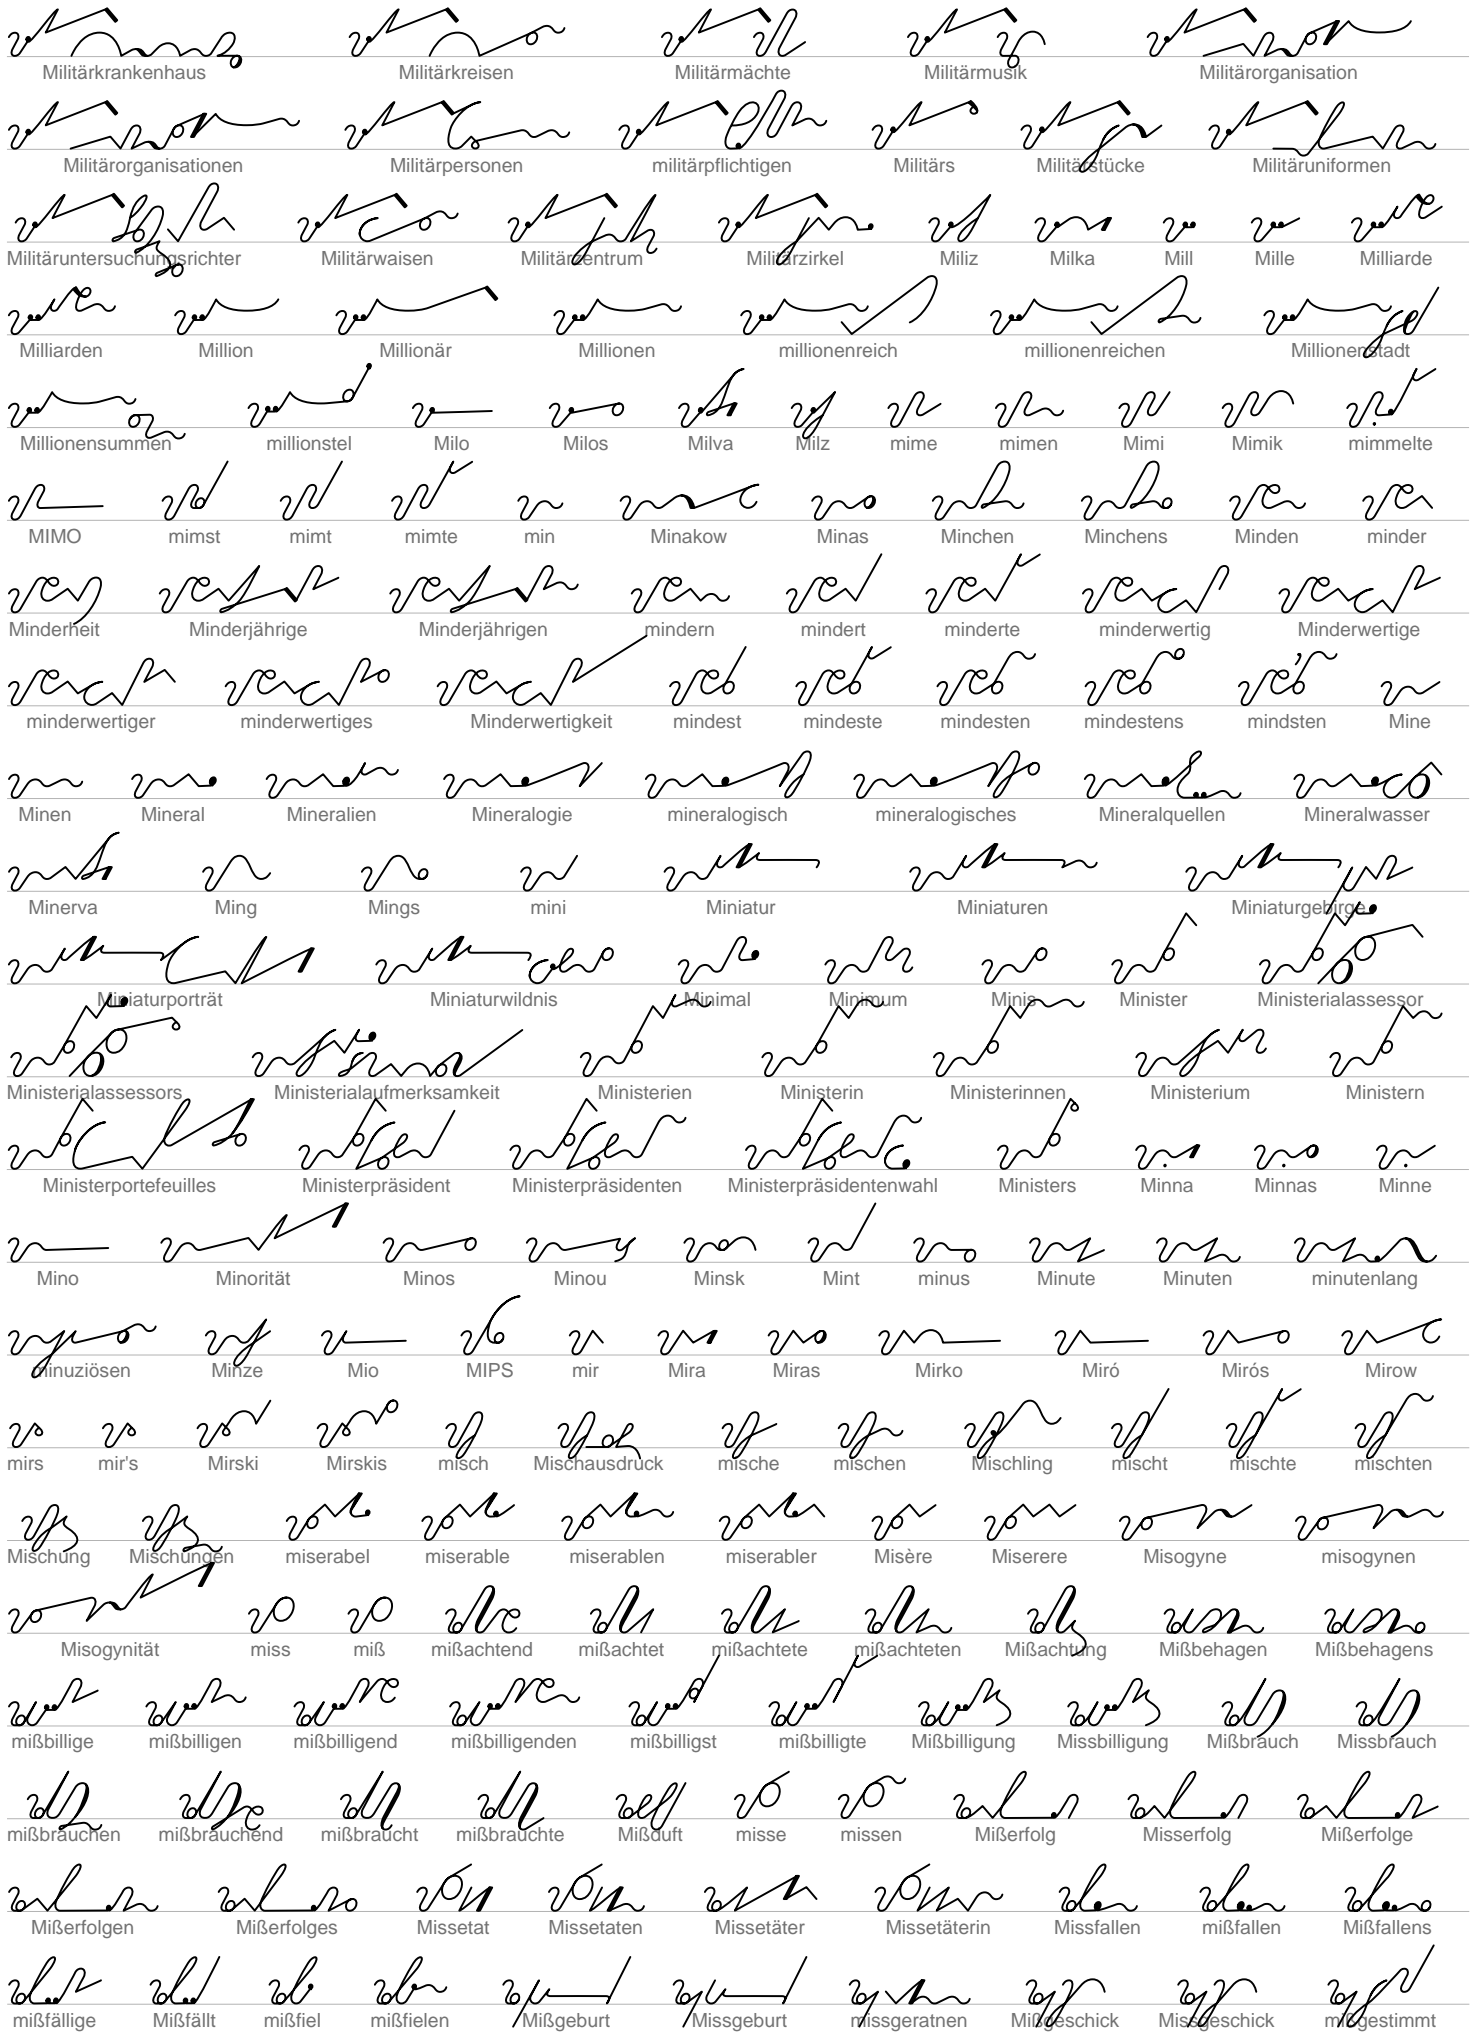 Militärkrankenhaus Militärkreisen Militärmächte Militärmusik Militärorganisation
Militärorganisationen Militärpersonen militärpflichtigen Militärs Militärstücke Militäruniformen
Militäruntersuchungsrichter Militärwaisen Militärzentrum Militärzirkel Miliz Milka Mill Mille Milliarde
Milliarden Million Millionär Millionen millionenreich millionenreichen Millionenstadt
Millionensummen millionstel Milo Milos Milva Milz mime mimen Mimi Mimik mimmelte
MIMO mimst mimt mimte min Minakow Minas Minchen Minchens Minden minder
Minderheit Minderjährige Minderjährigen mindern mindert minderte minderwertig Minderwertige
minderwertiger minderwertiges Minderwertigkeit mindest mindeste mindesten mindestens mindsten Mine
Minen Mineral Mineralien Mineralogie mineralogisch mineralogisches Mineralquellen Mineralwasser
Minerva Ming Mings mini Miniatur Miniaturen Miniaturgebirge
Miniaturporträt Miniaturwildnis Minimal Minimum Minis Minister Ministerialassessor
Ministerialassessors Ministerialaufmerksamkeit Ministerien Ministerin Ministerinnen Ministerium Ministern
Ministerportefeuilles Ministerpräsident Ministerpräsidenten Ministerpräsidentenwahl Ministers Minna Minnas Minne
Mino Minorität Minos Minou Minsk Mint minus Minute Minuten minutenlang
minuziösen Minze Mio MIPS mir Mira Miras Mirko Miró Mirós Mirow
mirs mir's Mirski Mirskis misch Mischausdruck mische mischen Mischling mischt mischte mischten
Mischung Mischungen miserabel miserable miserablen miserabler Misère Miserere Misogyne misogynen
Misogynität miss miß mißachtend mißachtet mißachtete mißachteten Mißachtung Mißbehagen Mißbehagens
mißbillige mißbilligen mißbilligend mißbilligenden mißbilligst mißbilligte Mißbilligung Missbilligung Mißbrauch Missbrauch
mißbrauchen mißbrauchend mißbraucht mißbrauchte Mißduft misse missen Mißerfolg Misserfolg Mißerfolge
Mißerfolgen Mißerfolges Missetat Missetaten Missetäter Missetäterin Missfallen mißfallen Mißfallens
mißfällige Mißfällt mißfiel mißfielen Mißgeburt Missgeburt missgeratnen Mißgeschick Missgeschick mißgestimmt